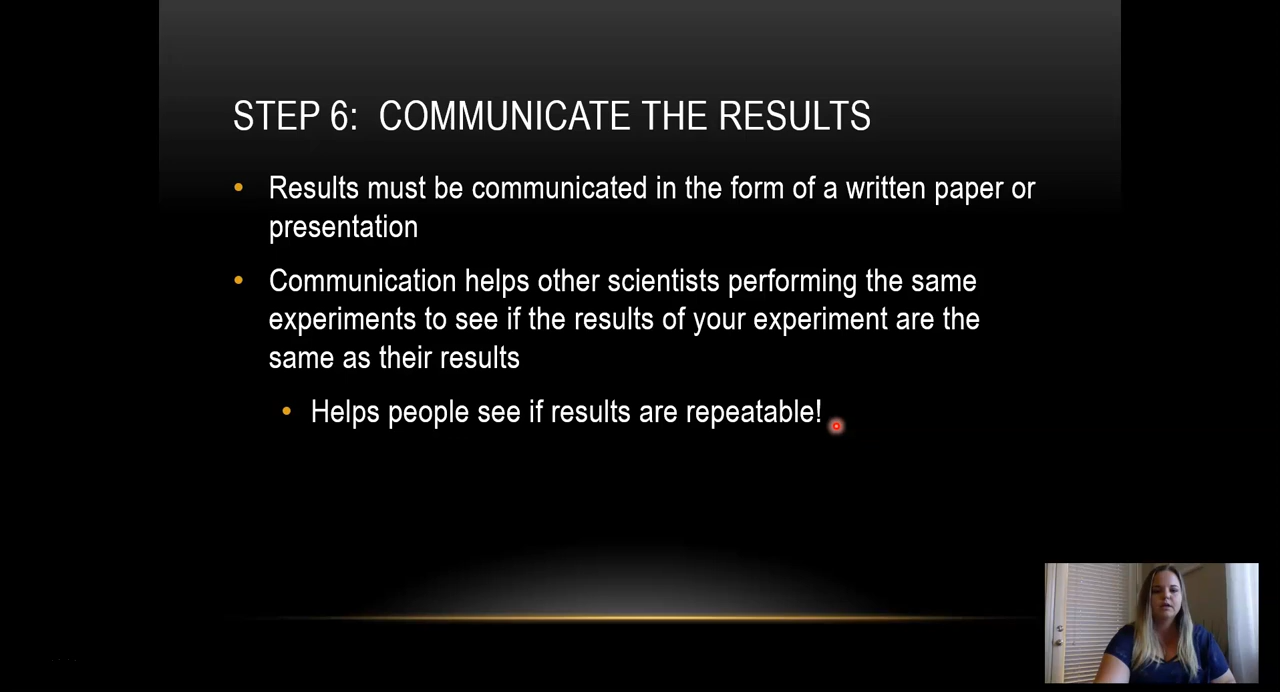 STEP 6: COMMUNICATE THE RESULTS
• Results must be communicated in the form of a written paper or
presentation
• Communication helps other scientists performing the same
experiments to see if the results of your experiment are the
same as their results
• Helps people see if results are repeatable!